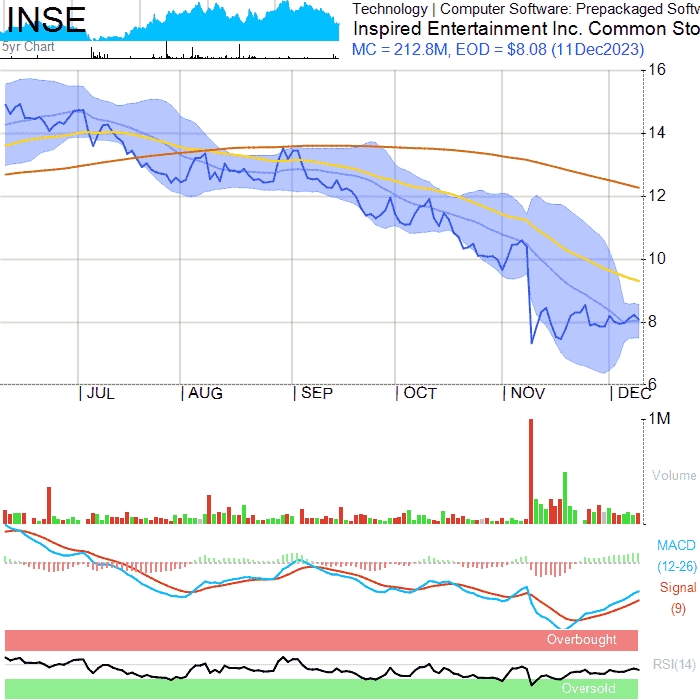 INSE
Technology | Computer Software: Prepackaged Softw
Inspired Entertainment Inc. Common Sto
MC = 212.8M, EOD = $8.08 (11Dec2023)
5yr Chart
16
14
12
10
8
6
JUL
AUG
SEP
OCT
NOV
DEC
1M
Volume
MACD
(12-26)
Signal
(9)
Overbought
RSI(14)
Oversold